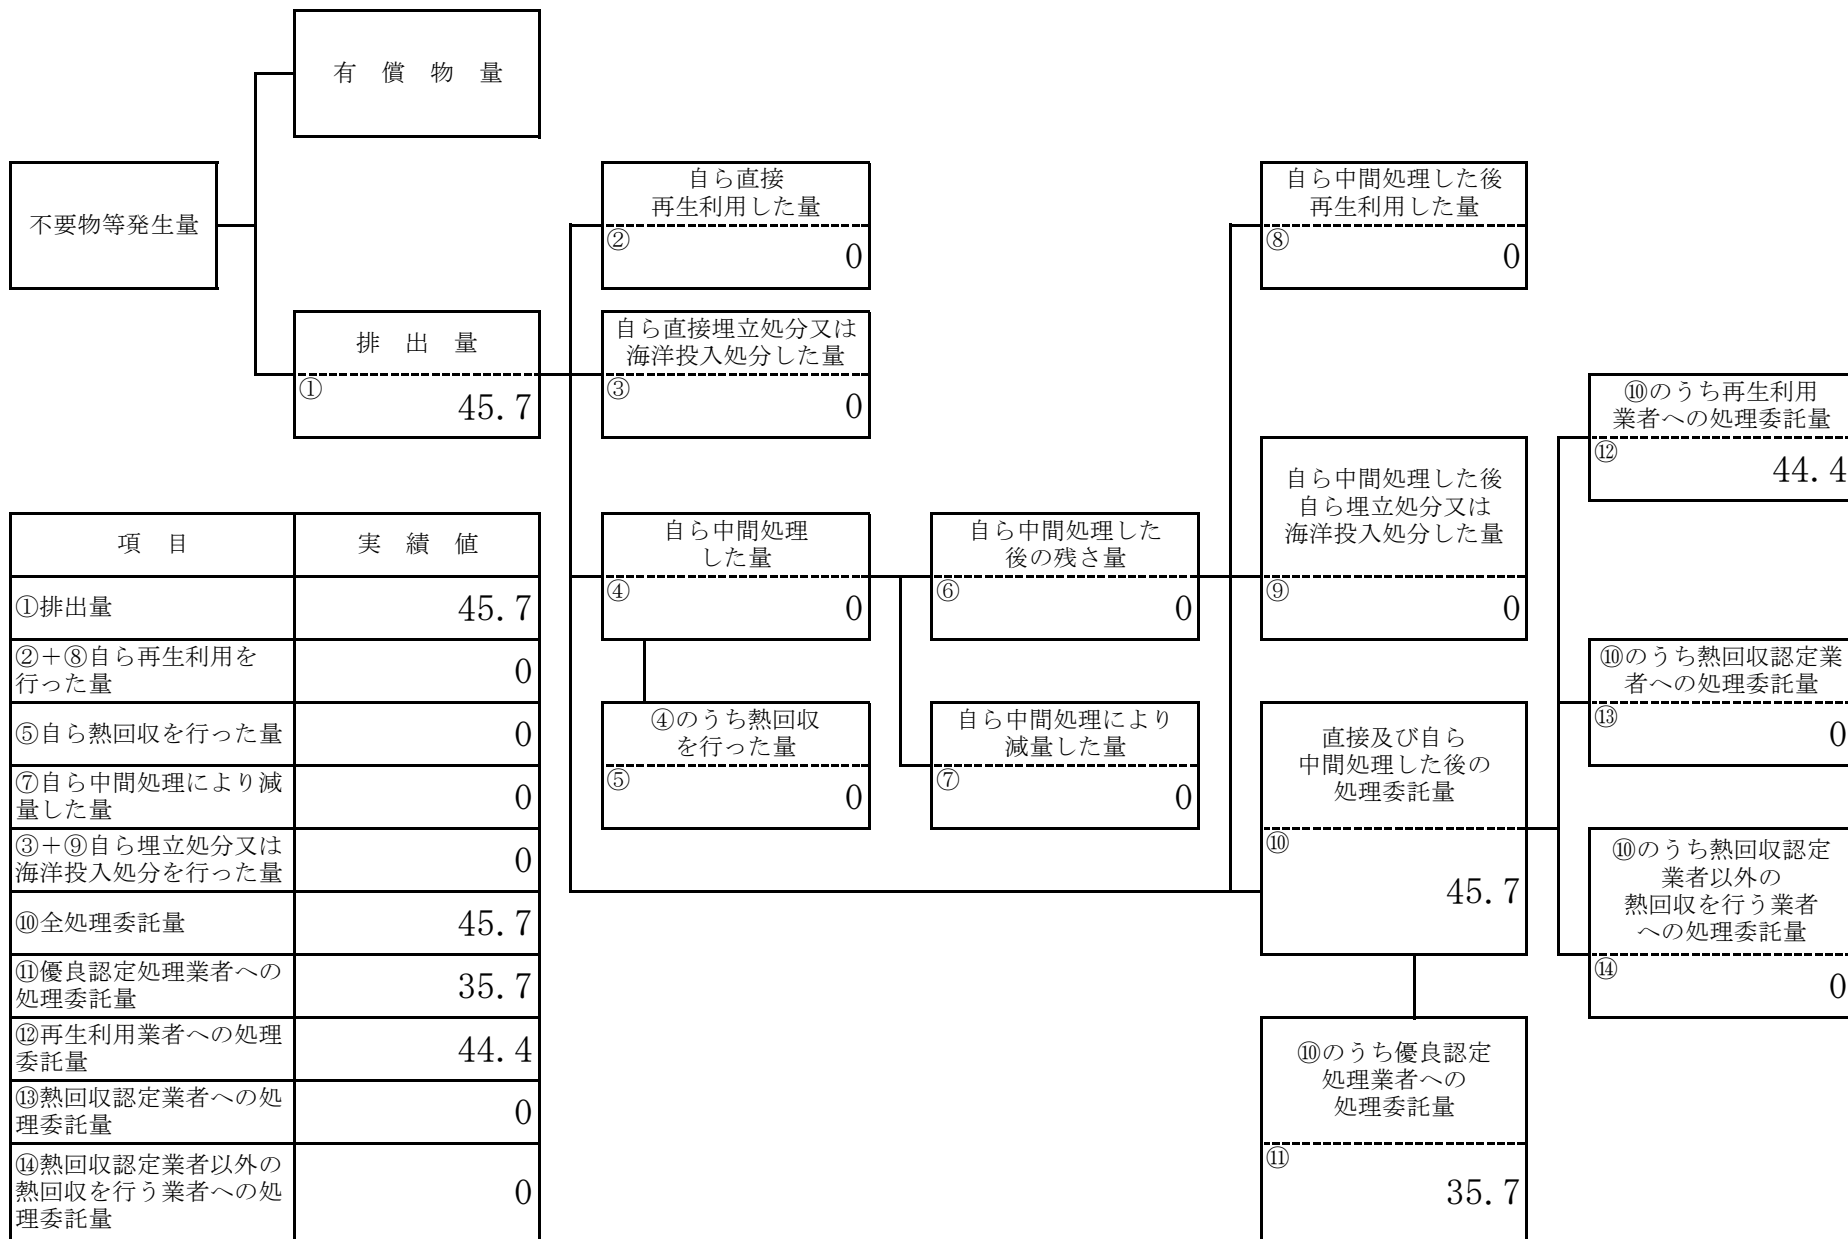 有 償 物 量
不要物等発生量
排 出 量
①
45.7
自ら直接
再生利用した量
②
0
自ら直接埋立処分又は
海洋投入処分した量
③
0
自ら中間処理
した量
④
0
④のうち熱回収
を行った量
⑤
0
自ら中間処理した
後の残さ量
⑥
0
自ら中間処理により
減量した量
⑦
0
自ら中間処理した後
再生利用した量
⑧
0
自ら中間処理した後
自ら埋立処分又は
海洋投入処分した量
⑨
0
直接及び自ら
中間処理した後の
処理委託量
⑩
45.7
⑩のうち優良認定
処理業者への
処理委託量
⑪
35.7
⑩のうち再生利用
業者への処理委託量
⑫
44.4
⑩のうち熱回収認定業
者への処理委託量
⑬
0
⑩のうち熱回収認定
業者以外の
熱回収を行う業者
への処理委託量
⑭
0
項 目 実 績 値
①排出量 45.7
②＋⑧自ら再生利用を
行った量 0
⑤自ら熱回収を行った量 0
⑦自ら中間処理により減
量した量 0
③＋⑨自ら埋立処分又は
海洋投入処分を行った量 0
⑩全処理委託量 45.7
⑪優良認定処理業者への
処理委託量 35.7
⑫再生利用業者への処理
委託量 44.4
⑬熱回収認定業者への処
理委託量 0
⑭熱回収認定業者以外の
熱回収を行う業者への処
理委託量 0